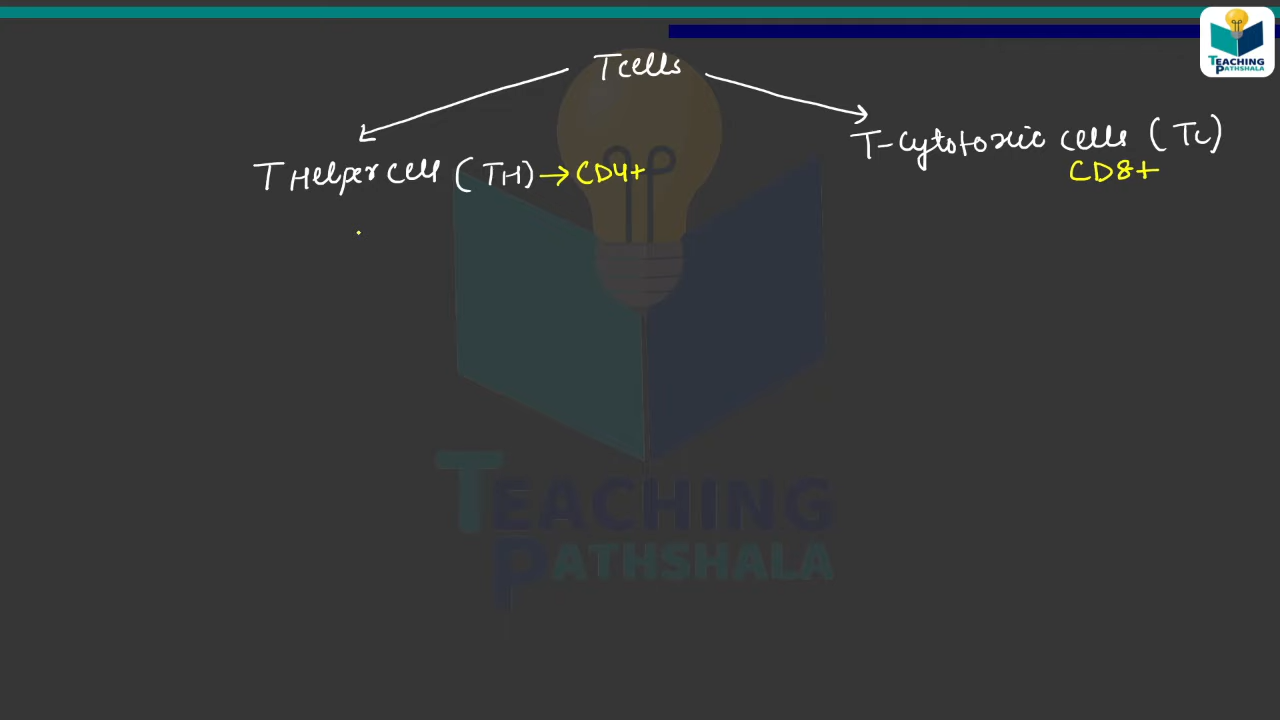 TEACHING
PATHSHALA
T cells
T Helper cell (TH) → CD4+
T-cytotoxic cells (Tc)
CD8+
TEACHING
PATHSHALA